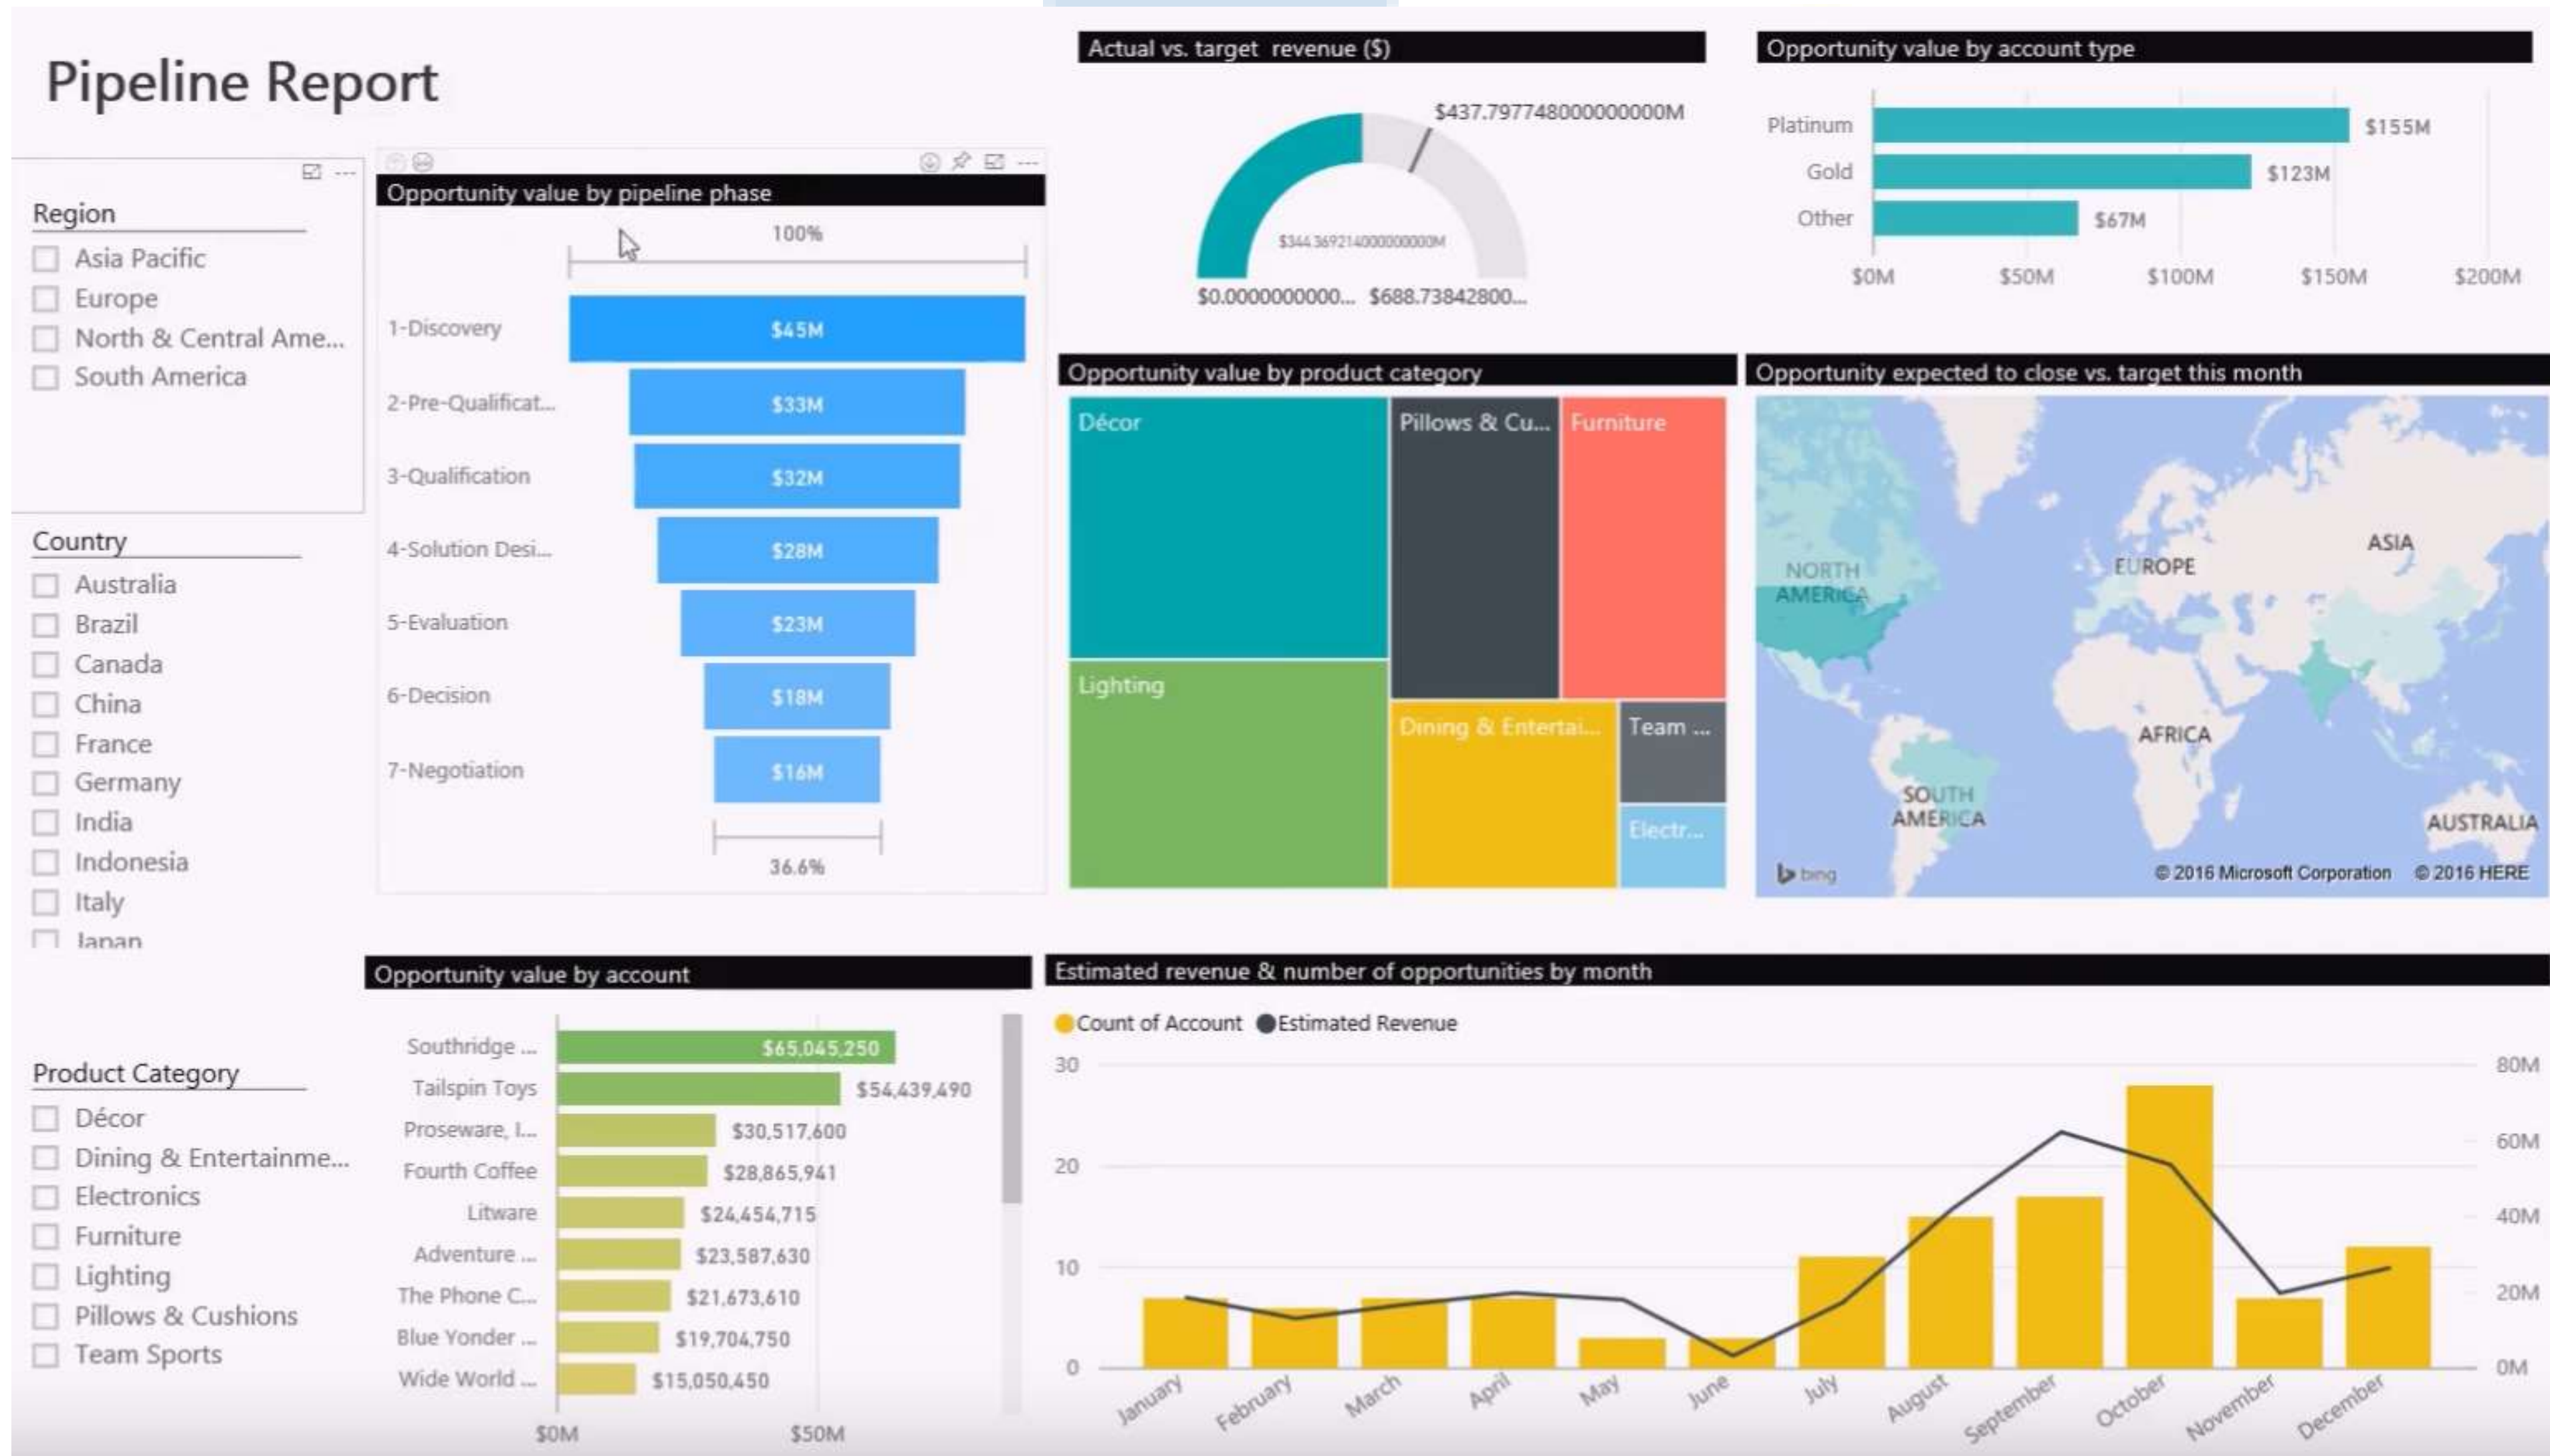 Pipeline Report
Region
Asia Pacific
Europe
North & Central Ame...
South America
Country
Australia
Brazil
Canada
China
France
Germany
India
Indonesia
Italy
Japan
Product Category
Décor
Dining & Entertainme...
Electronics
Furniture
Lighting
Pillows & Cushions
Team Sports
Opportunity value by pipeline phase
100%
1-Discovery $45M
2-Pre-Qualificat... $33M
3-Qualification $32M
4-Solution Desi... $28M
5-Evaluation $23M
6-Decision $18M
7-Negotiation $16M
36.6%
Actual vs. target revenue ($)
$437.797748000000000M
$344.369214000000000M
$0.0000000000... $688.73842800...
Opportunity value by account type
Platinum $155M
Gold $123M
Other $67M
$0M $50M $100M $150M $200M
Opportunity value by product category
Décor
Pillows & Cu...
Furniture
Lighting
Dining & Entertai...
Team ...
Electr...
Opportunity expected to close vs. target this month
NORTH
AMERICA
EUROPE
ASIA
AFRICA
SOUTH
AMERICA
AUSTRALIA
bing
© 2016 Microsoft Corporation © 2016 HERE
Opportunity value by account
Southridge ... $65,045,250
Tailspin Toys $54,439,490
Proseware, I... $30,517,600
Fourth Coffee $28,865,941
Litware $24,454,715
Adventure ... $23,587,630
The Phone C... $21,673,610
Blue Yonder ... $19,704,750
Wide World ... $15,050,450
$0M $50M
Estimated revenue & number of opportunities by month
Count of Account Estimated Revenue
30 80M
60M
20
40M
10
20M
0 0M
January February March April May June July August September October November December